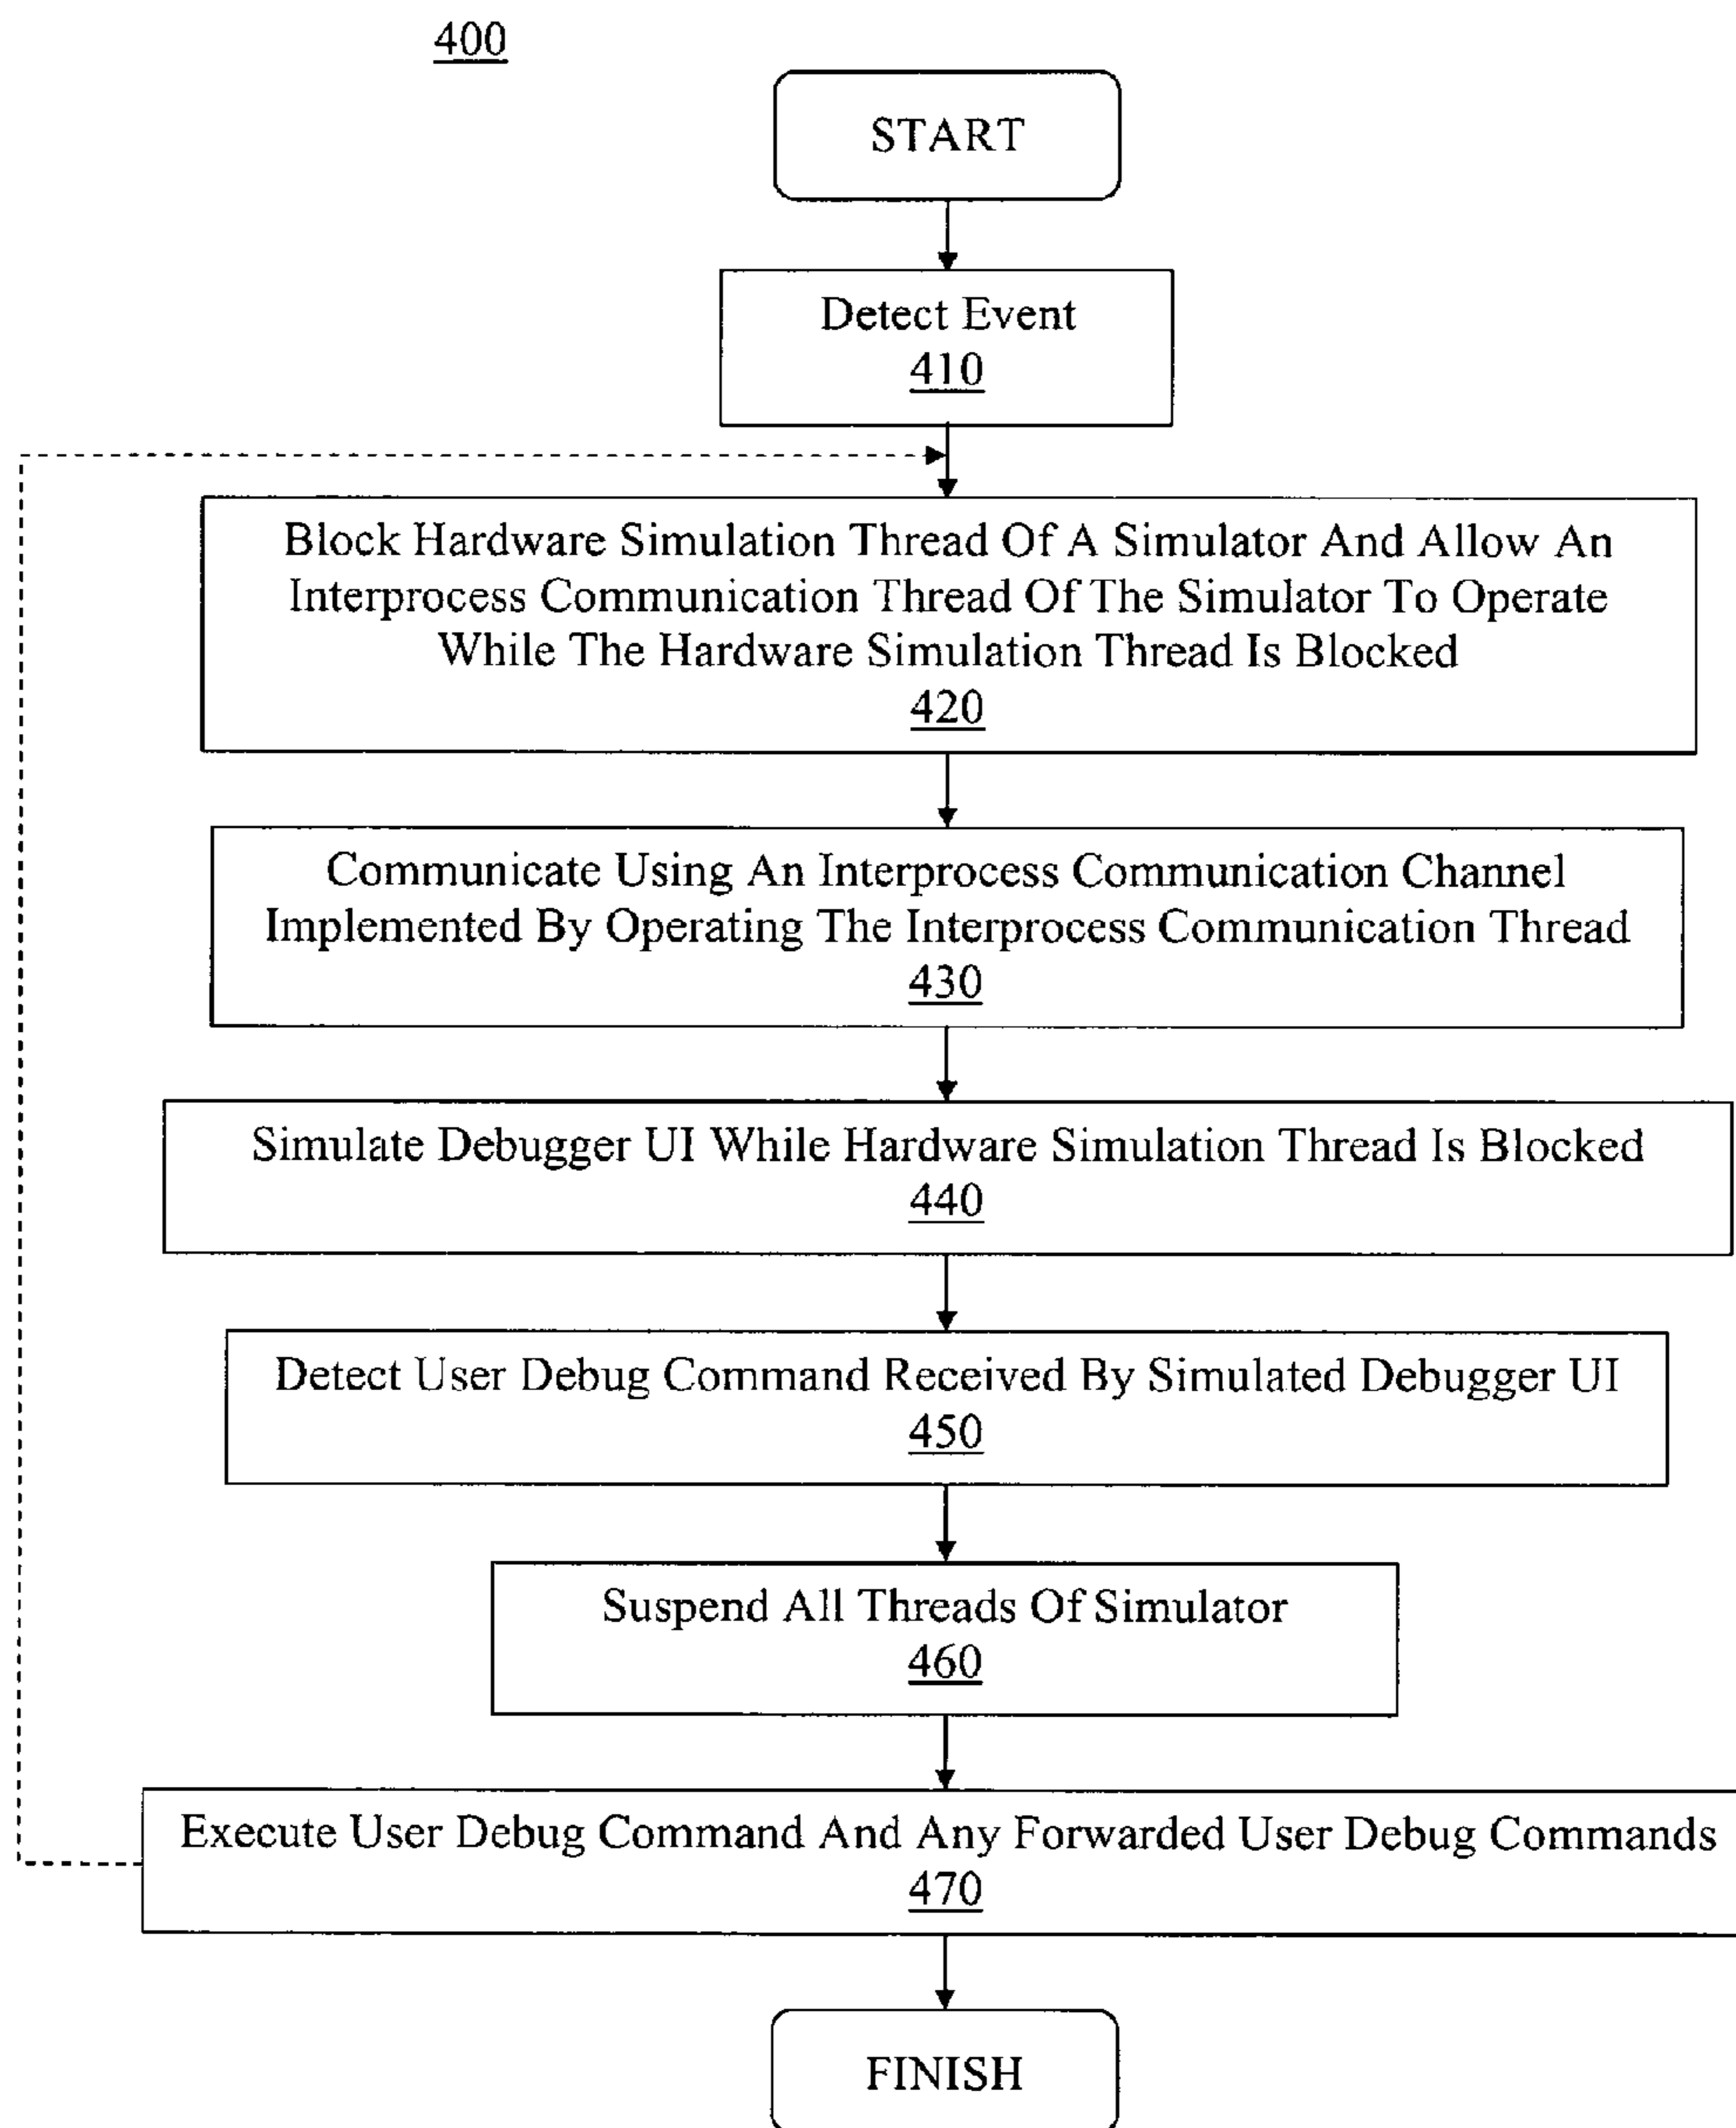 400
START
Detect Event
410
Block Hardware Simulation Thread Of A Simulator And Allow An
Interprocess Communication Thread Of The Simulator To Operate
While The Hardware Simulation Thread Is Blocked
420
Communicate Using An Interprocess Communication Channel
Implemented By Operating The Interprocess Communication Thread
430
Simulate Debugger UI While Hardware Simulation Thread Is Blocked
440
Detect User Debug Command Received By Simulated Debugger UI
450
Suspend All Threads Of Simulator
460
Execute User Debug Command And Any Forwarded User Debug Commands
470
FINISH